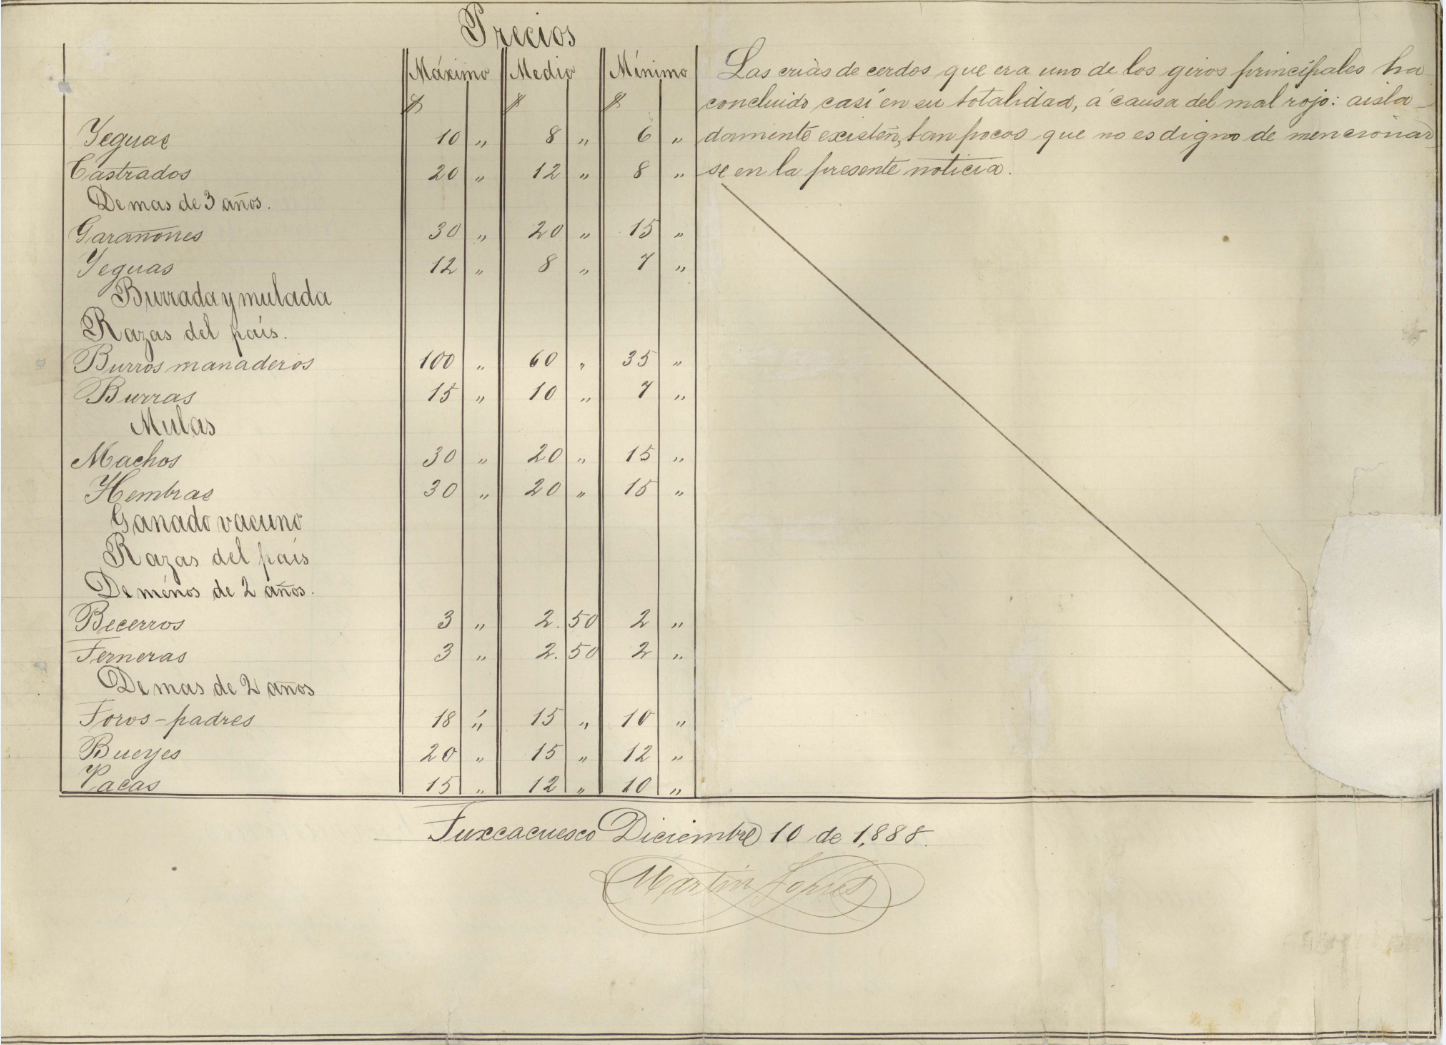 Precios
Máximo Medio Mínimo
$ $ $
Yeguas 10 „ 8 „ 6 „
Castrados 20 „ 12 „ 8 „
De mas de 3 años.
Garañones 30 „ 20 „ 15 „
Yeguas 12 „ 8 „ 7 „
Burrada y mulada
Razas del país.
Burros manaderos 100 „ 60 „ 35 „
Burras 15 „ 10 „ 7 „
Mulas
Machos 30 „ 20 „ 15 „
Hembras 30 „ 20 „ 15 „
Ganado vacuno
Razas del país
De ménos de 2 años.
Becerros 3 „ 2. 50 2 „
Terneras 3 „ 2. 50 2 „
De mas de 2 años
Toros-padres 18 „ 15 „ 10 „
Bueyes 20 „ 15 „ 12 „
Vacas 15 „ 12 „ 10 „
Las crias de cerdos que era uno de los giros principales ha
concluido casi en su totalidad, á causa del mal rojo: aisla-
damente existen, tan pocos que no es digno de mencionar
se en la presente noticia.
Tuxcacuesco Diciembre 10 de 1,888.
Martin